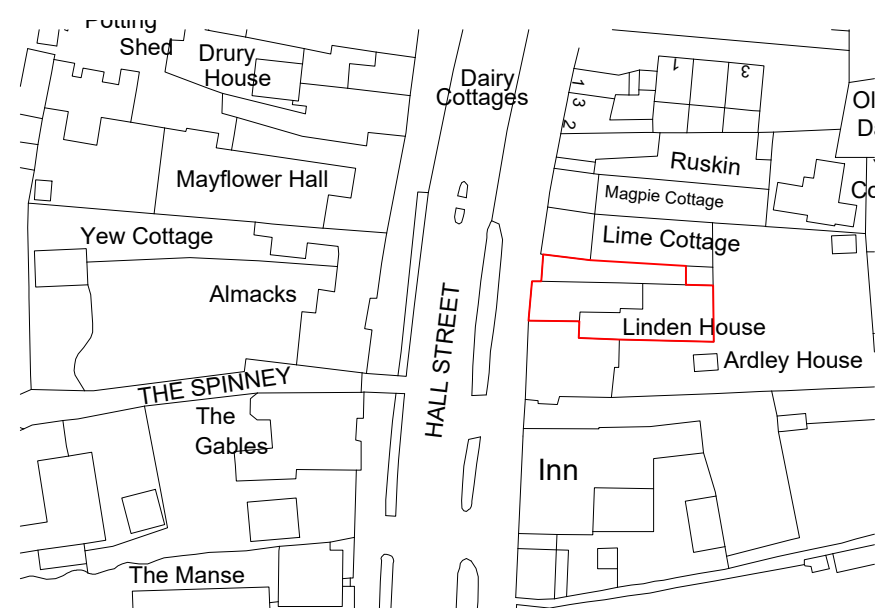 Potting
Shed
Drury
House
Dairy
Cottages
1
3
2
1
3
Ruskin
Mayflower Hall
Magpie Cottage
Yew Cottage
Lime Cottage
Almacks
HALL STREET
Linden House
Ardley House
THE SPINNEY
The
Gables
Inn
The Manse